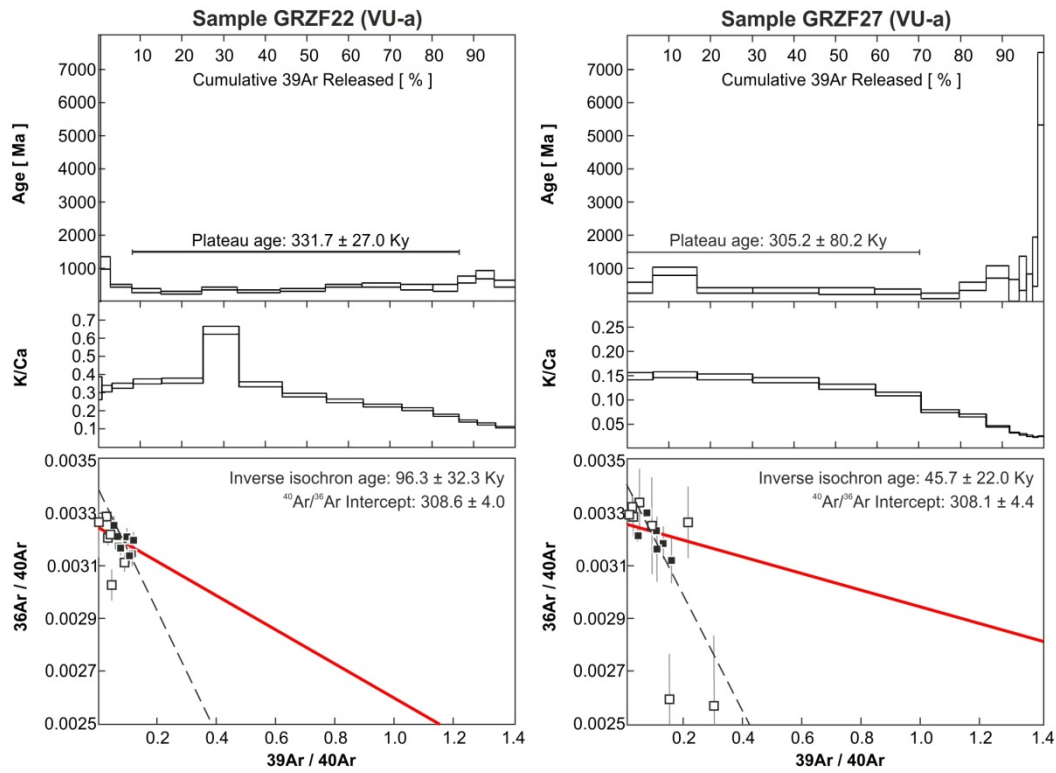 Sample GRZF22 (VU-a)
10 20 30 40 50 60 70 80 90
Cumulative 39Ar Released [ % ]
7000
6000
5000
4000
3000
2000
1000
Age [ Ma ]
Plateau age: 331.7 ± 27.0 Ky
0.7
0.6
0.5
0.4
0.3
0.2
0.1
K/Ca
0.0035
0.0033
0.0031
0.0029
0.0027
0.0025
36Ar / 40Ar
Inverse isochron age: 96.3 ± 32.3 Ky
⁴⁰Ar/³⁶Ar Intercept: 308.6 ± 4.0
0.2 0.4 0.6 0.8 1.0 1.2 1.4
39Ar / 40Ar
Sample GRZF27 (VU-a)
10 20 30 40 50 60 70 80 90
Cumulative 39Ar Released [ % ]
7000
6000
5000
4000
3000
2000
1000
Age [ Ma ]
Plateau age: 305.2 ± 80.2 Ky
0.25
0.20
0.15
0.10
0.05
K/Ca
0.0035
0.0033
0.0031
0.0029
0.0027
0.0025
36Ar / 40Ar
Inverse isochron age: 45.7 ± 22.0 Ky
⁴⁰Ar/³⁶Ar Intercept: 308.1 ± 4.4
0.2 0.4 0.6 0.8 1.0 1.2 1.4
39Ar / 40Ar